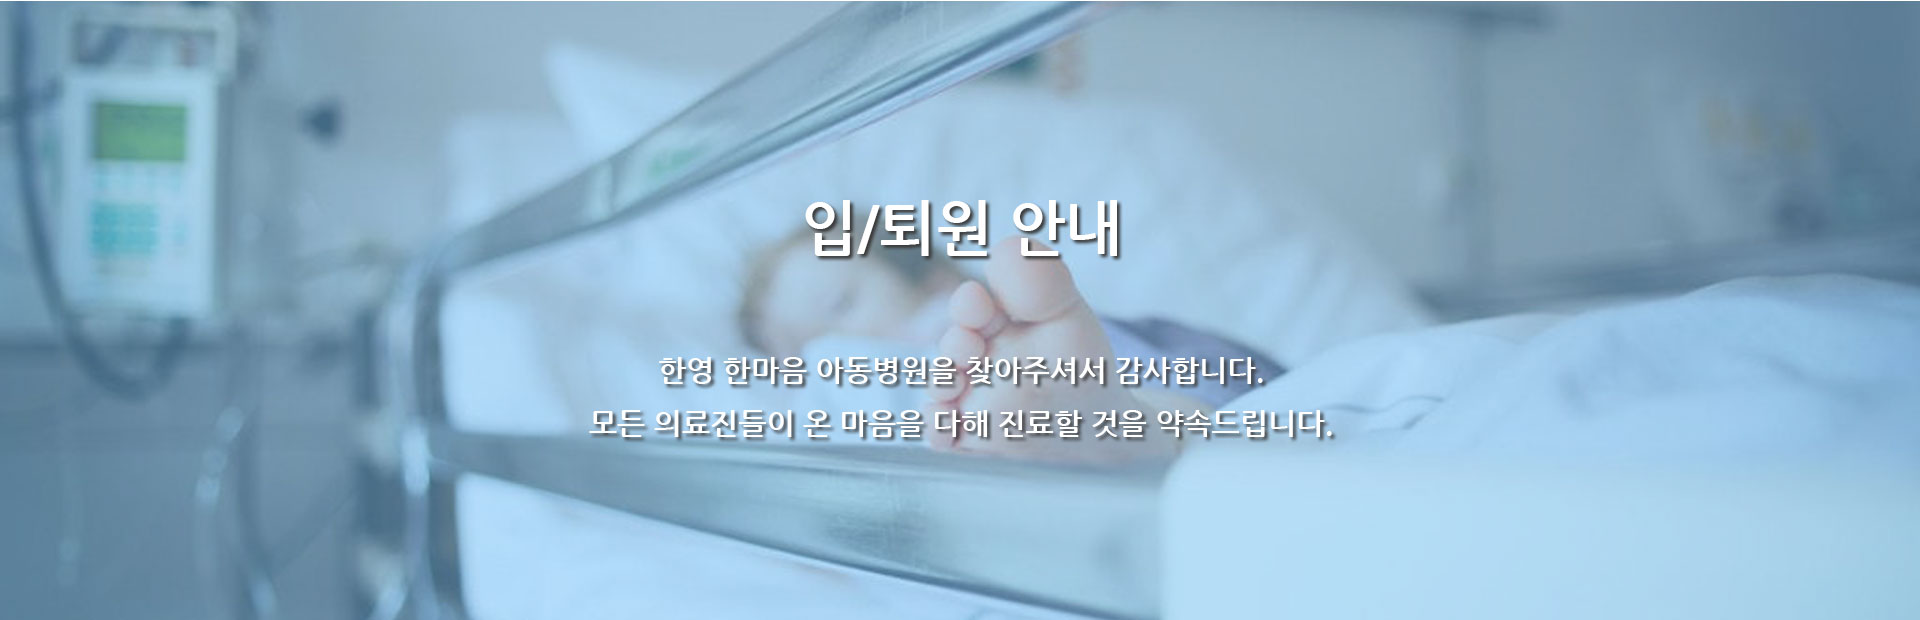 입/퇴원 안내
한영 한마음 아동병원을 찾아주셔서 감사합니다.
모든 의료진들이 온 마음을 다해 진료할 것을 약속드립니다.